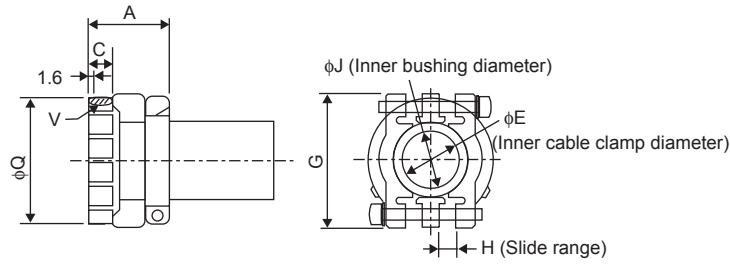 A
C
1.6
V
ϕQ
ϕJ (Inner bushing diameter)
ϕE
(Inner cable clamp diameter)
G
H (Slide range)